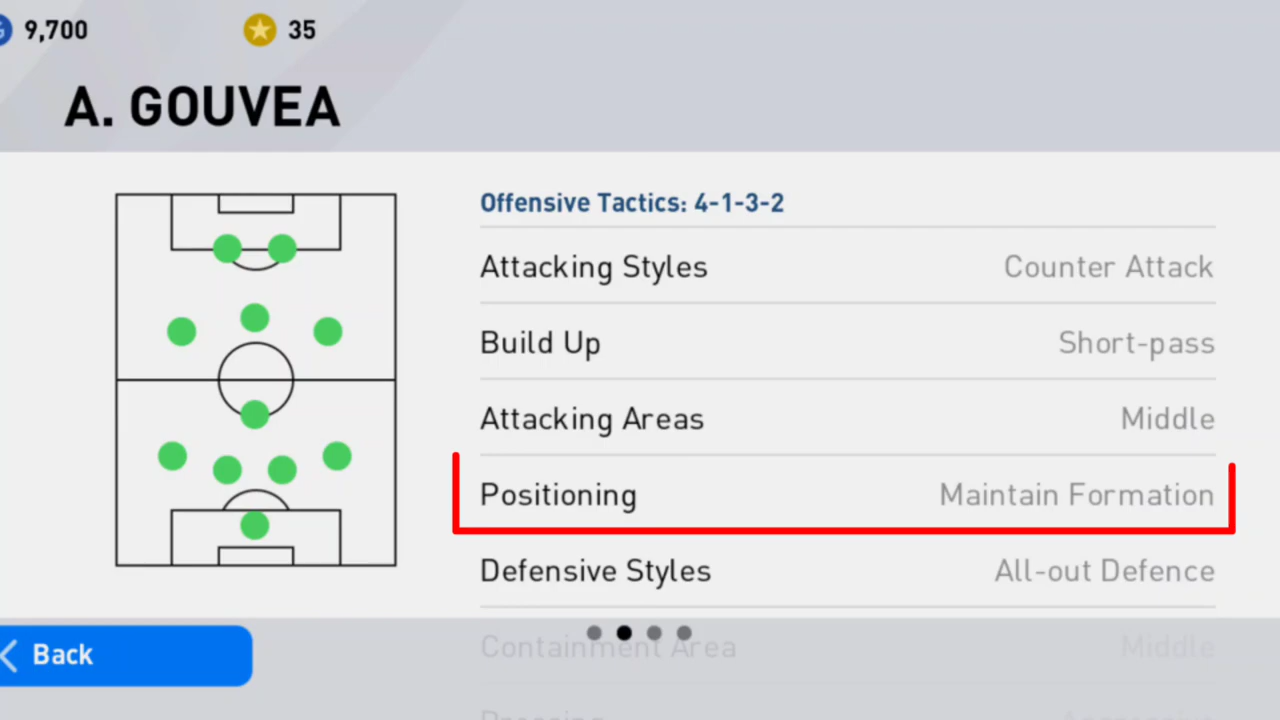 9,700
35
A. GOUVEA
Offensive Tactics: 4-1-3-2
Attacking Styles Counter Attack
Build Up Short-pass
Attacking Areas Middle
Positioning Maintain Formation
Defensive Styles All-out Defence
Containment Area Middle
Back